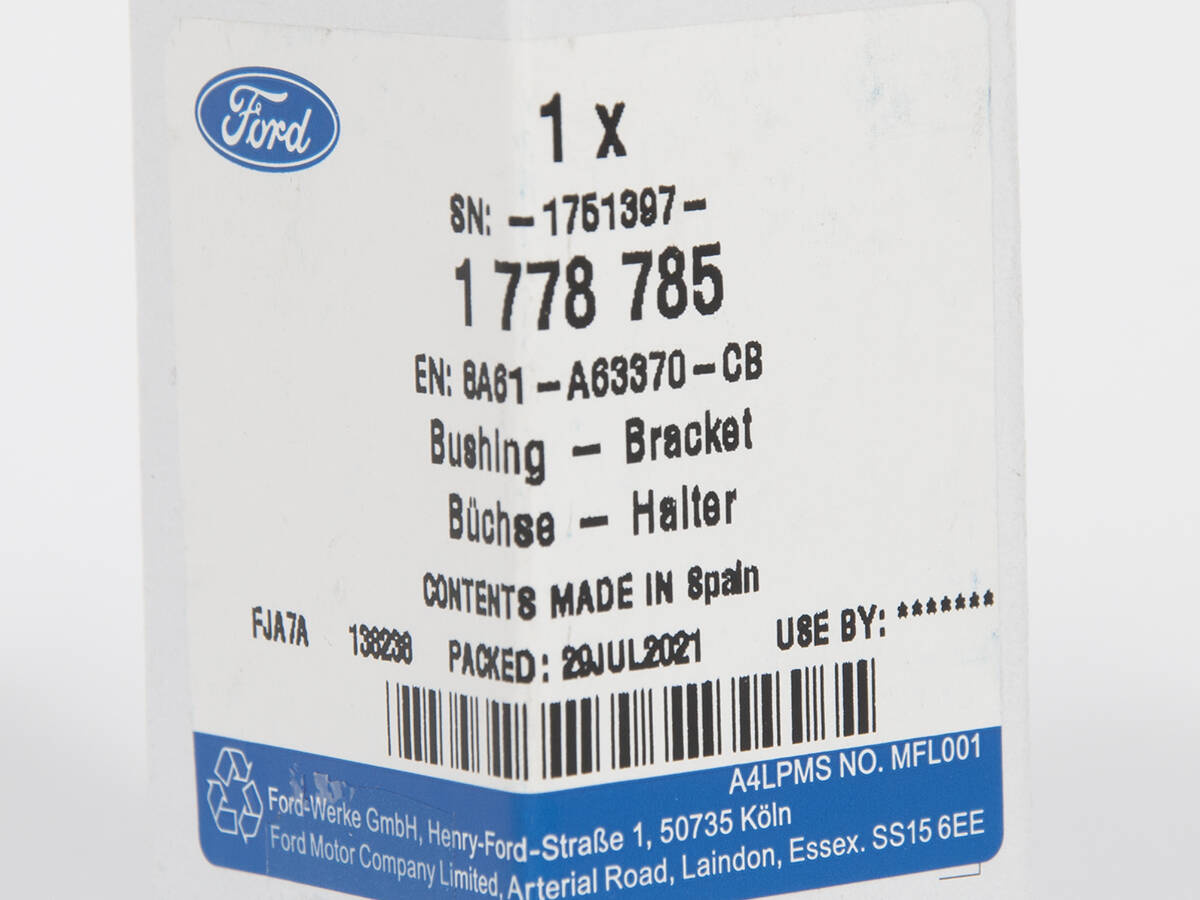 Ford
1 x
SN: -1751397-
1 778 785
EN: 8A61-A63370-CB
Bushing - Bracket
Büchse - Halter
CONTENTS MADE IN Spain
FJA7A 138238 PACKED: 29JUL2021 USE BY: *******
A4LPMS NO. MFL001
Ford-Werke GmbH, Henry-Ford-Straße 1, 50735 Köln
Ford Motor Company Limited, Arterial Road, Laindon, Essex. SS15 6EE